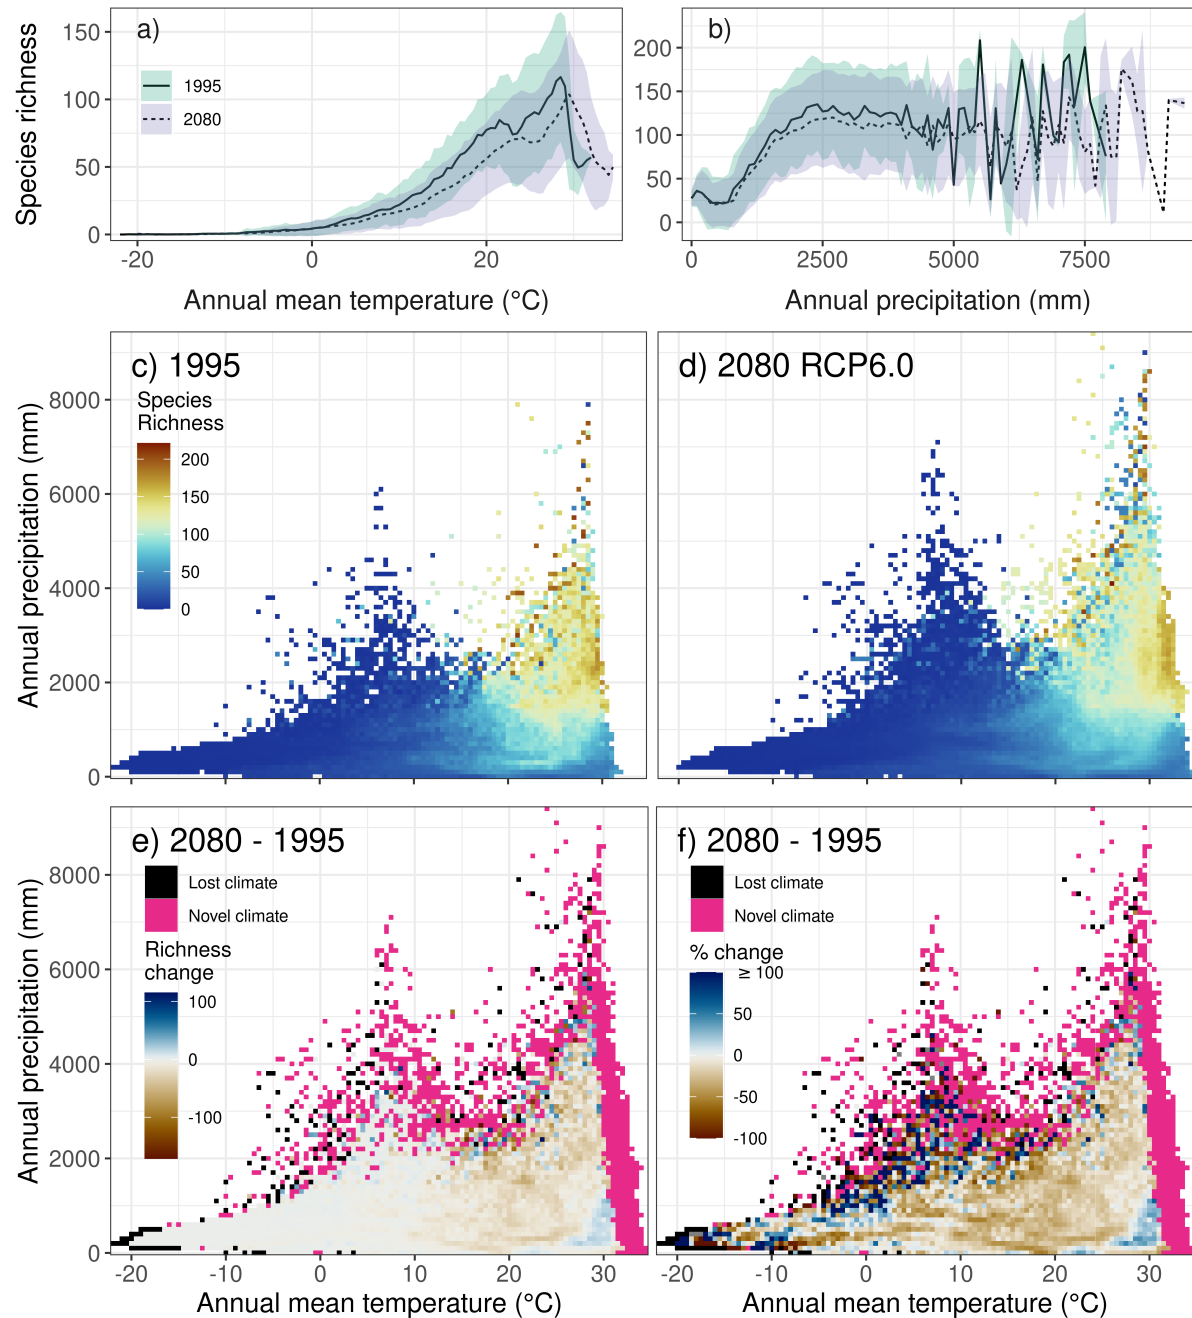 a)
b)
Species richness
150
100
50
0
1995
2080
200
150
100
50
0
-20
0
20
0
2500
5000
7500
Annual mean temperature (°C)
Annual precipitation (mm)
c) 1995
d) 2080 RCP6.0
Species
Richness
200
150
100
50
0
Annual precipitation (mm)
8000
6000
4000
2000
0
e) 2080 - 1995
Lost climate
Novel climate
Richness
change
100
0
-100
f) 2080 - 1995
Lost climate
Novel climate
% change
≥ 100
50
0
-50
-100
Annual precipitation (mm)
8000
6000
4000
2000
0
-20
-10
0
10
20
30
-20
-10
0
10
20
30
Annual mean temperature (°C)
Annual mean temperature (°C)